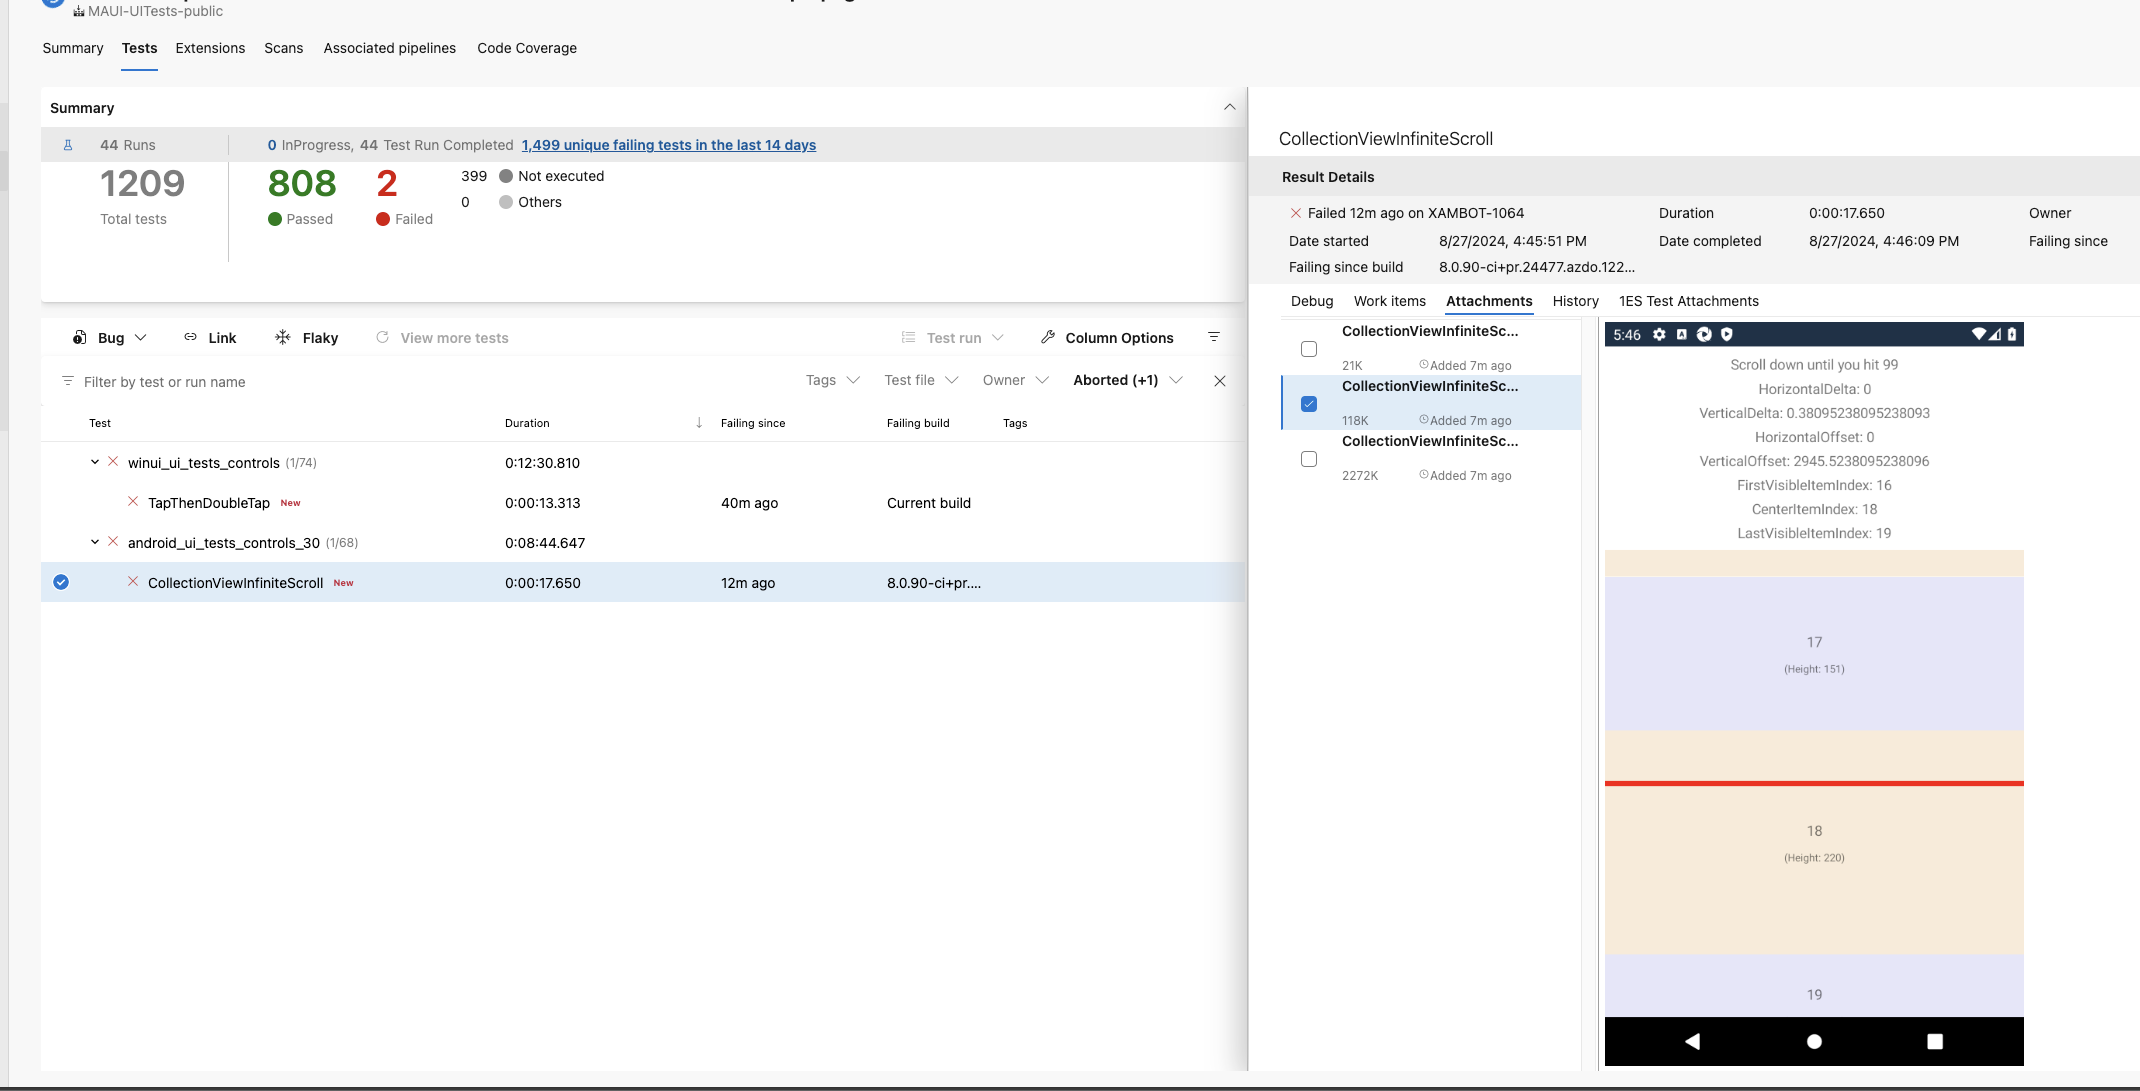 MAUI-UITests-public
Summary Tests Extensions Scans Associated pipelines Code Coverage
Summary
44 Runs
0 InProgress, 44 Test Run Completed 1,499 unique failing tests in the last 14 days
1209
Total tests
808
Passed
2
Failed
399 Not executed
0 Others
Bug Link Flaky View more tests Test run Column Options
Filter by test or run name Tags Test file Owner Aborted (+1)
Test Duration Failing since Failing build Tags
winui_ui_tests_controls (1/74) 0:12:30.810
TapThenDoubleTap New 0:00:13.313 40m ago Current build
android_ui_tests_controls_30 (1/68) 0:08:44.647
CollectionViewInfiniteScroll New 0:00:17.650 12m ago 8.0.90-ci+pr....
CollectionViewInfiniteScroll
Result Details
Failed 12m ago on XAMBOT-1064 Duration 0:00:17.650 Owner
Date started 8/27/2024, 4:45:51 PM Date completed 8/27/2024, 4:46:09 PM Failing since
Failing since build 8.0.90-ci+pr.24477.azdo.122...
Debug Work items Attachments History 1ES Test Attachments
CollectionViewInfiniteSc...
21K Added 7m ago
CollectionViewInfiniteSc...
118K Added 7m ago
CollectionViewInfiniteSc...
2272K Added 7m ago
5:46
Scroll down until you hit 99
HorizontalDelta: 0
VerticalDelta: 0.38095238095238093
HorizontalOffset: 0
VerticalOffset: 2945.5238095238096
FirstVisibleItemIndex: 16
CenterItemIndex: 18
LastVisibleItemIndex: 19
17
(Height: 151)
18
(Height: 220)
19